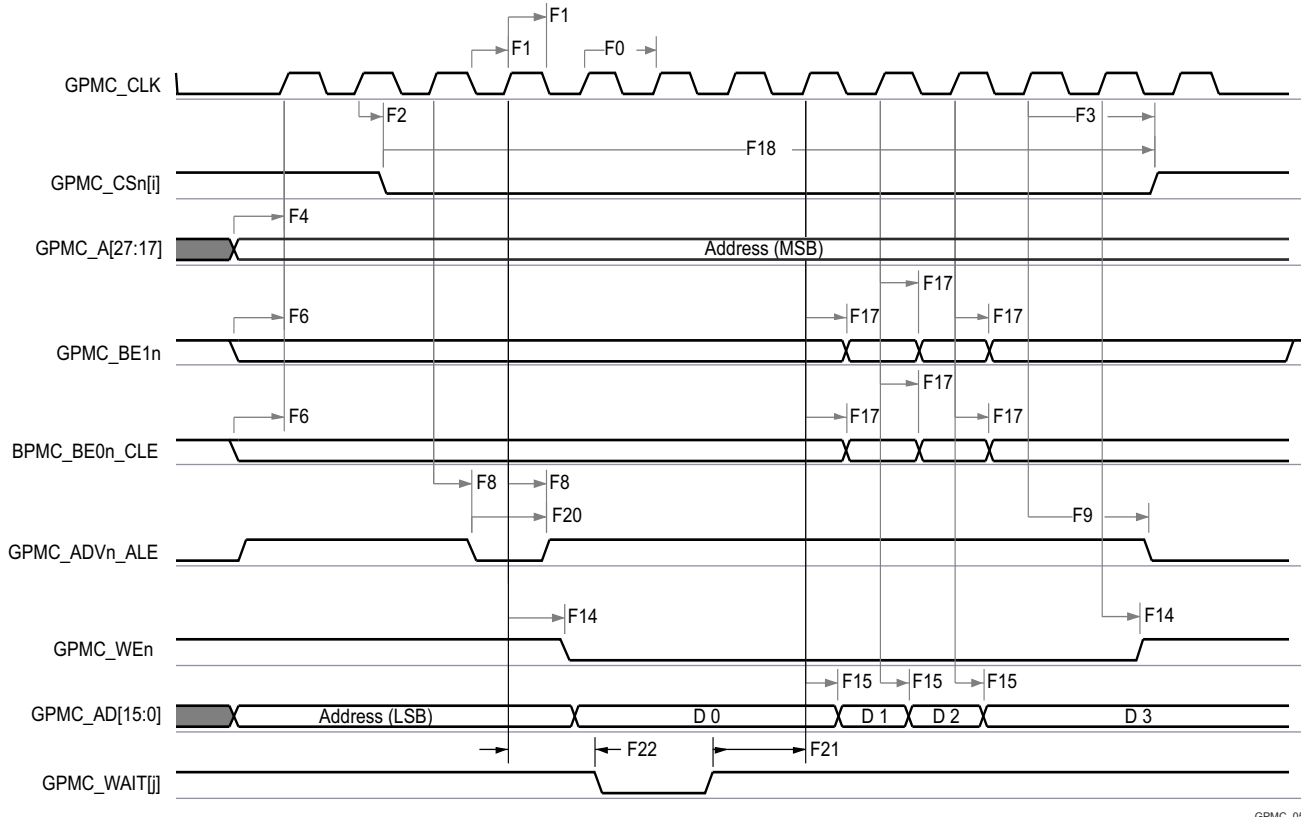 F1
F1
F0
GPMC_CLK
F2
F3
F18
GPMC_CSn[i]
F4
GPMC_A[27:17]
Address (MSB)
F17
F6
F17
F17
GPMC_BE1n
F17
F6
F17
F17
BPMC_BE0n_CLE
F8
F8
F20
F9
GPMC_ADVn_ALE
F14
F14
GPMC_WEn
F15
F15
F15
GPMC_AD[15:0]
Address (LSB)
D 0
D 1
D 2
D 3
F22
F21
GPMC_WAIT[j]